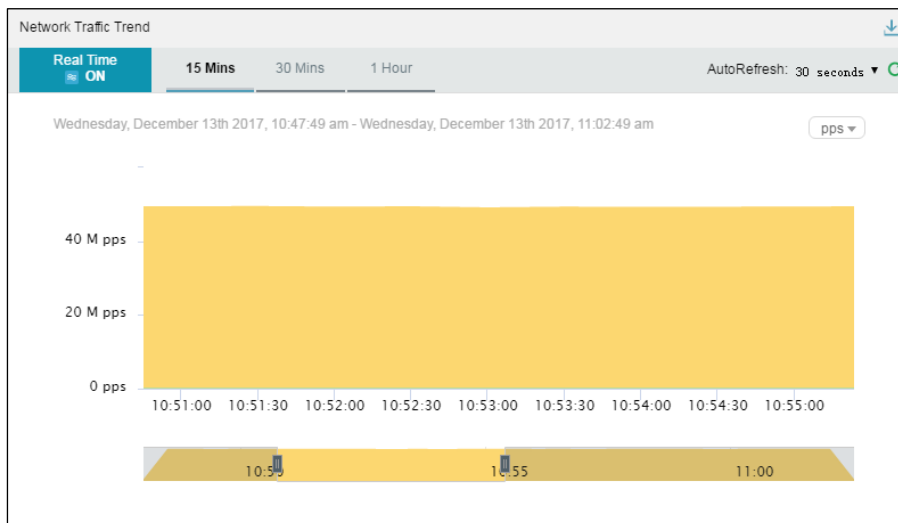 Network Traffic Trend
Real Time
ON
15 Mins
30 Mins
1 Hour
AutoRefresh: 30 seconds
Wednesday, December 13th 2017, 10:47:49 am - Wednesday, December 13th 2017, 11:02:49 am
pps
40 M pps
20 M pps
0 pps
10:51:00 10:51:30 10:52:00 10:52:30 10:53:00 10:53:30 10:54:00 10:54:30 10:55:00
11:00